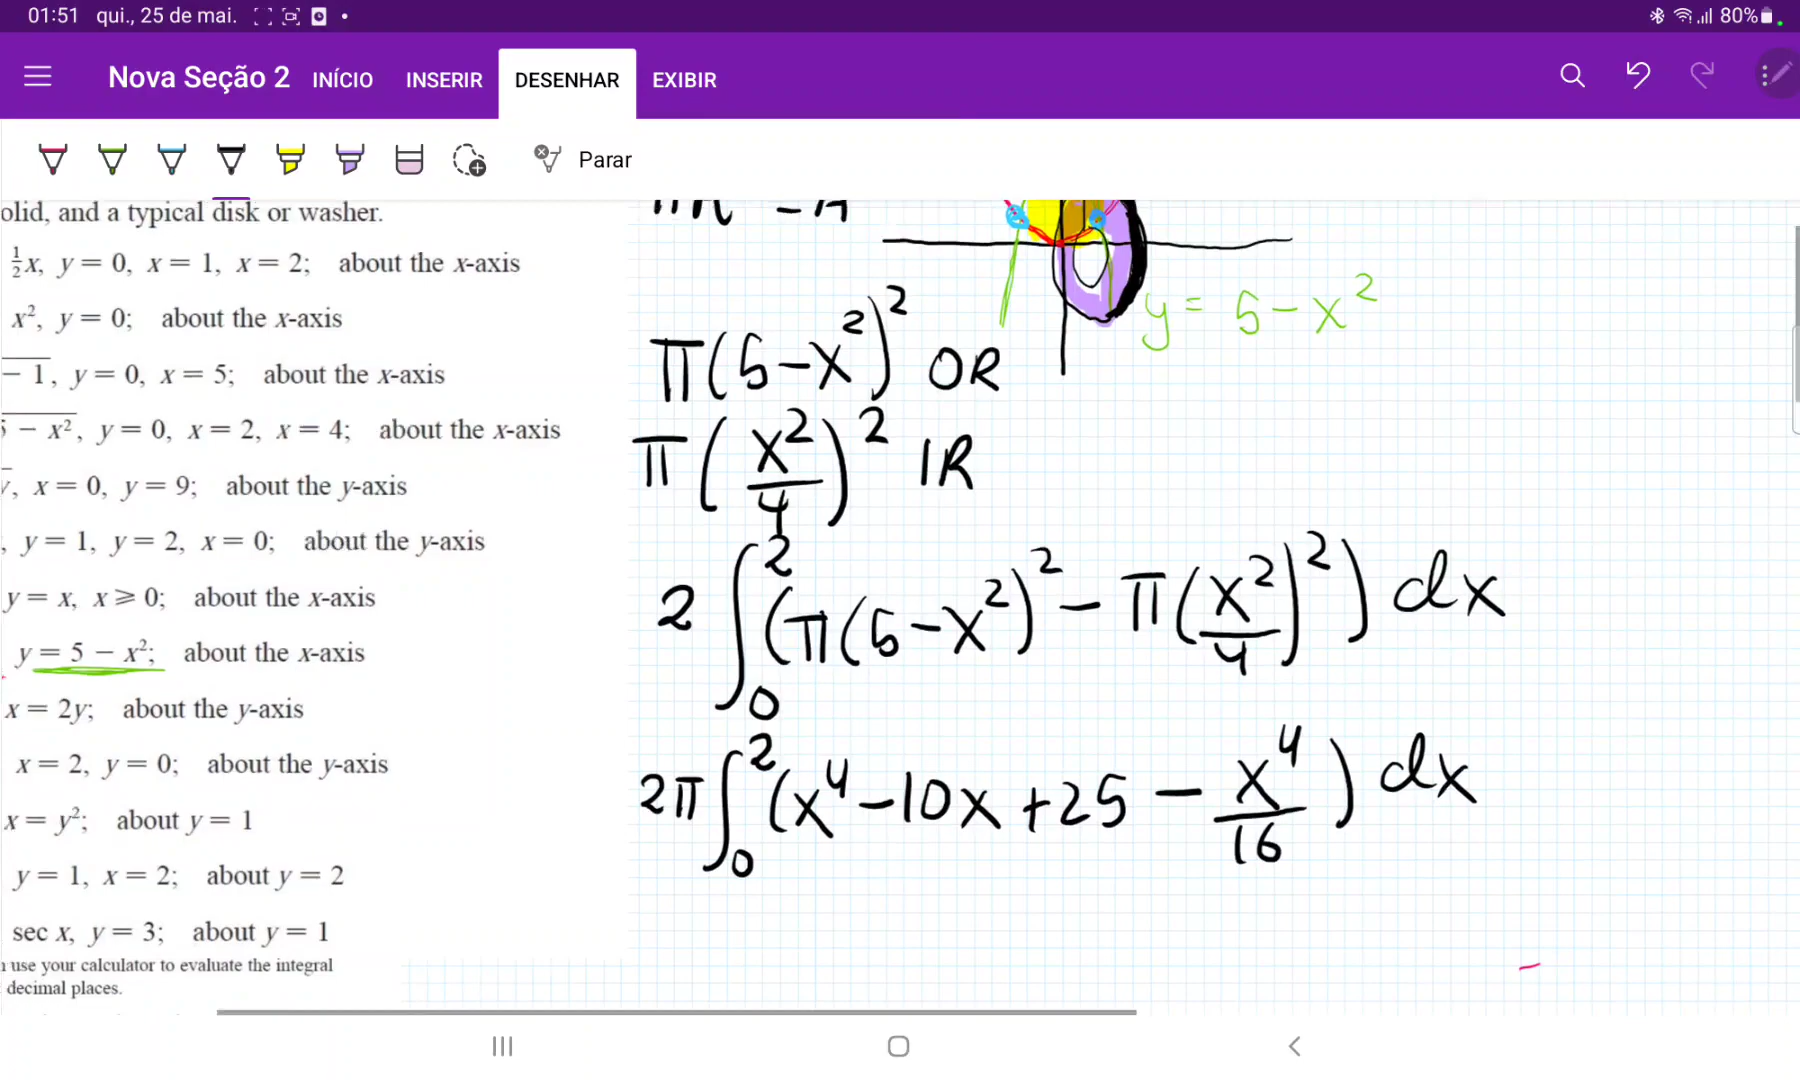 01:51 qui., 25 de mai. 80%
Nova Seção 2 INÍCIO INSERIR DESENHAR EXIBIR
Parar
olid, and a typical disk or washer.
½x, y = 0, x = 1, x = 2; about the x-axis
x², y = 0; about the x-axis
− 1, y = 0, x = 5; about the x-axis
− x², y = 0, x = 2, x = 4; about the x-axis
, x = 0, y = 9; about the y-axis
, y = 1, y = 2, x = 0; about the y-axis
y = x, x ⩾ 0; about the x-axis
y = 5 − x²; about the x-axis
x = 2y; about the y-axis
x = 2, y = 0; about the y-axis
x = y²; about y = 1
y = 1, x = 2; about y = 2
sec x, y = 3; about y = 1
use your calculator to evaluate the integral
decimal places.
y = 5 − x²
π(5−x²)² OR
π(x²/4)² IR
2 ∫₀² (π(5−x²)² − π(x²/4)²) dx
2π ∫₀² (x⁴ −10x +25 − x⁴/16) dx